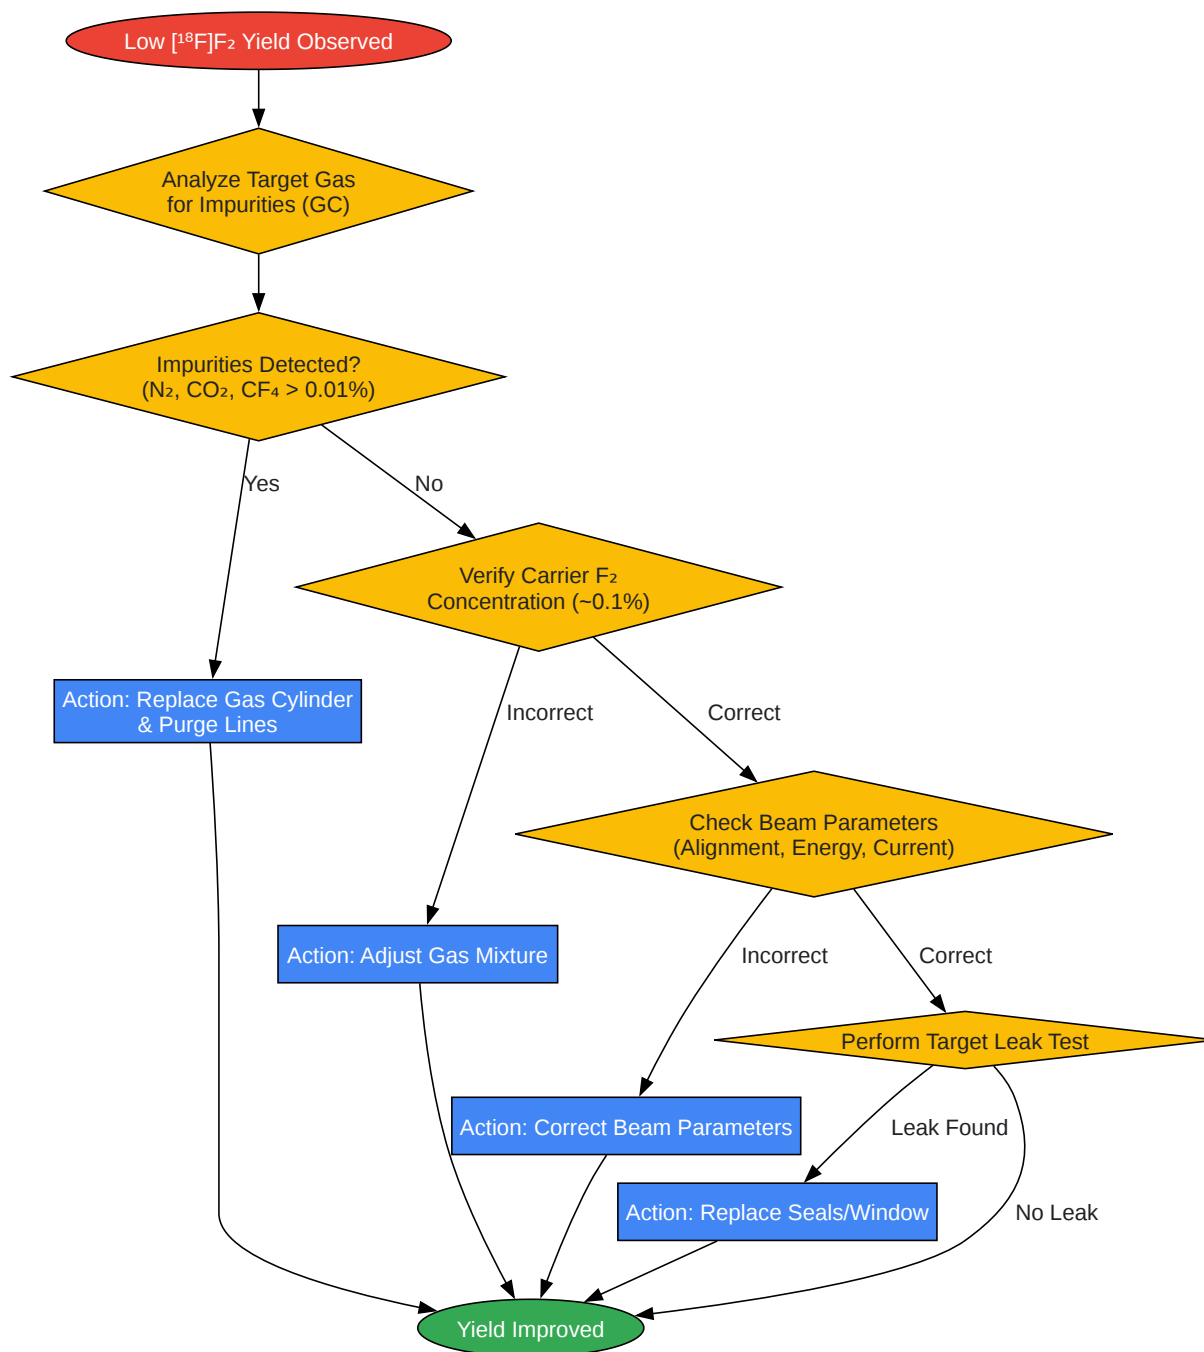 Low [¹⁸F]F₂ Yield Observed
Analyze Target Gas
for Impurities (GC)
Impurities Detected?
(N₂, CO₂, CF₄ > 0.01%)
Yes
No
Verify Carrier F₂
Concentration (~0.1%)
Action: Replace Gas Cylinder
& Purge Lines
Incorrect
Correct
Check Beam Parameters
(Alignment, Energy, Current)
Action: Adjust Gas Mixture
Incorrect
Correct
Perform Target Leak Test
Action: Correct Beam Parameters
Leak Found
Action: Replace Seals/Window
No Leak
Yield Improved